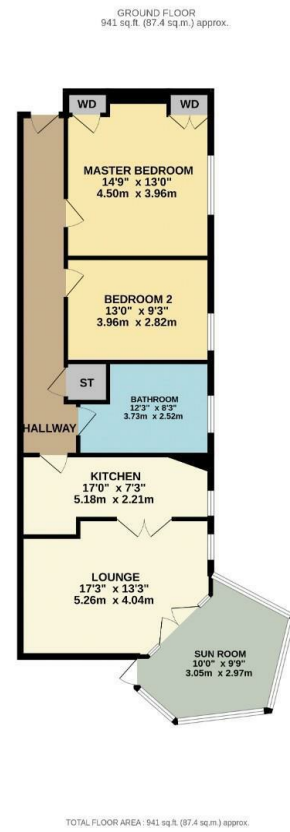 GROUND FLOOR
941 sq.ft. (87.4 sq.m.) approx.
WD
WD
MASTER BEDROOM
14'9" x 13'0"
4.50m x 3.96m
BEDROOM 2
13'0" x 9'3"
3.96m x 2.82m
ST
BATHROOM
12'3" x 8'3"
3.73m x 2.52m
HALLWAY
KITCHEN
17'0" x 7'3"
5.18m x 2.21m
LOUNGE
17'3" x 13'3"
5.26m x 4.04m
SUN ROOM
10'0" x 9'9"
3.05m x 2.97m
TOTAL FLOOR AREA : 941 sq.ft. (87.4 sq.m.) approx.